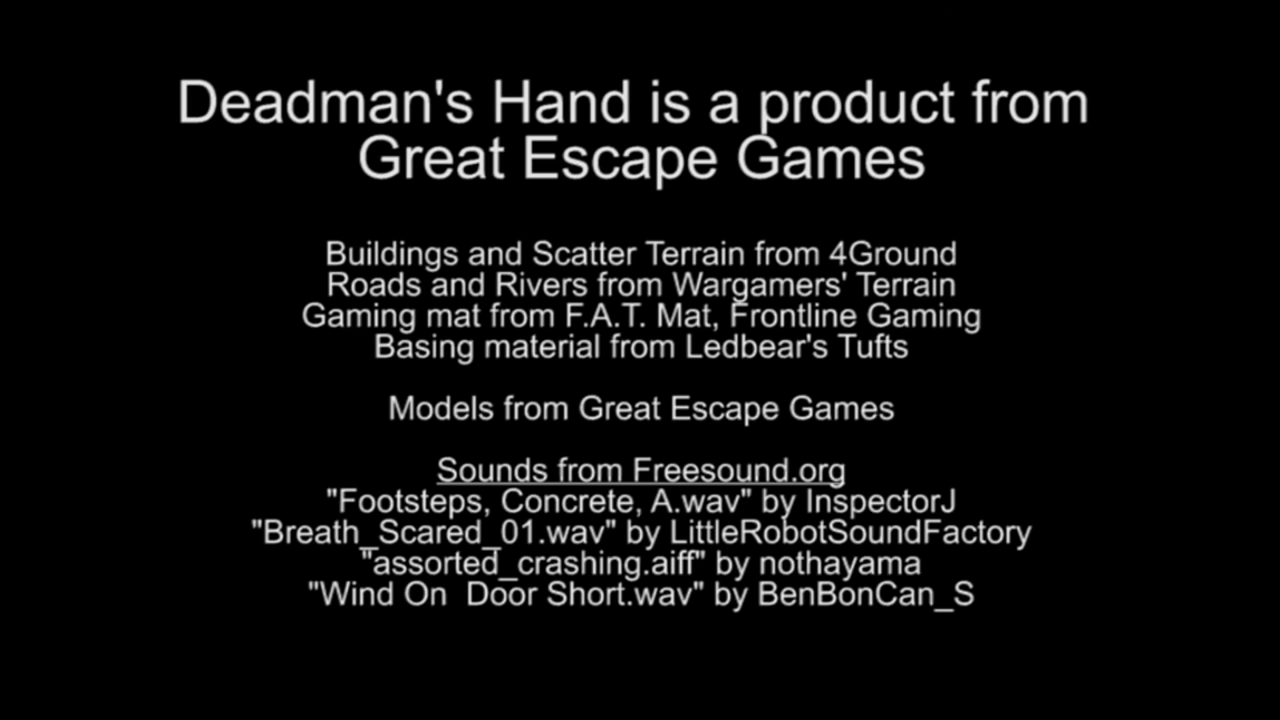 Deadman's Hand is a product from
Great Escape Games
Buildings and Scatter Terrain from 4Ground
Roads and Rivers from Wargamers' Terrain
Gaming mat from F.A.T. Mat, Frontline Gaming
Basing material from Ledbear's Tufts
Models from Great Escape Games
Sounds from Freesound.org
"Footsteps, Concrete, A.wav" by InspectorJ
"Breath_Scared_01.wav" by LittleRobotSoundFactory
"assorted_crashing.aiff" by nothayama
"Wind On  Door Short.wav" by BenBonCan_S